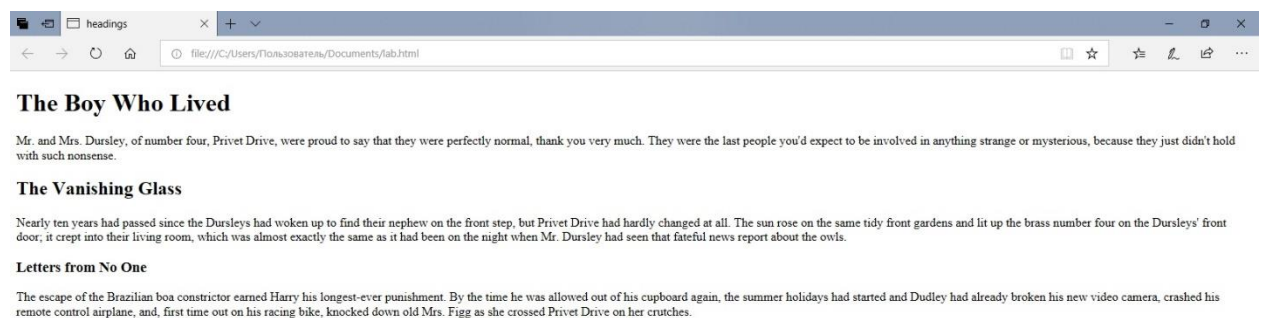 headings
file:///C:/Users/Пользователь/Documents/lab.html
The Boy Who Lived
Mr. and Mrs. Dursley, of number four, Privet Drive, were proud to say that they were perfectly normal, thank you very much. They were the last people you'd expect to be involved in anything strange or mysterious, because they just didn't hold
with such nonsense.
The Vanishing Glass
Nearly ten years had passed since the Dursleys had woken up to find their nephew on the front step, but Privet Drive had hardly changed at all. The sun rose on the same tidy front gardens and lit up the brass number four on the Dursleys' front
door; it crept into their living room, which was almost exactly the same as it had been on the night when Mr. Dursley had seen that fateful news report about the owls.
Letters from No One
The escape of the Brazilian boa constrictor earned Harry his longest-ever punishment. By the time he was allowed out of his cupboard again, the summer holidays had started and Dudley had already broken his new video camera, crashed his
remote control airplane, and, first time out on his racing bike, knocked down old Mrs. Figg as she crossed Privet Drive on her crutches.